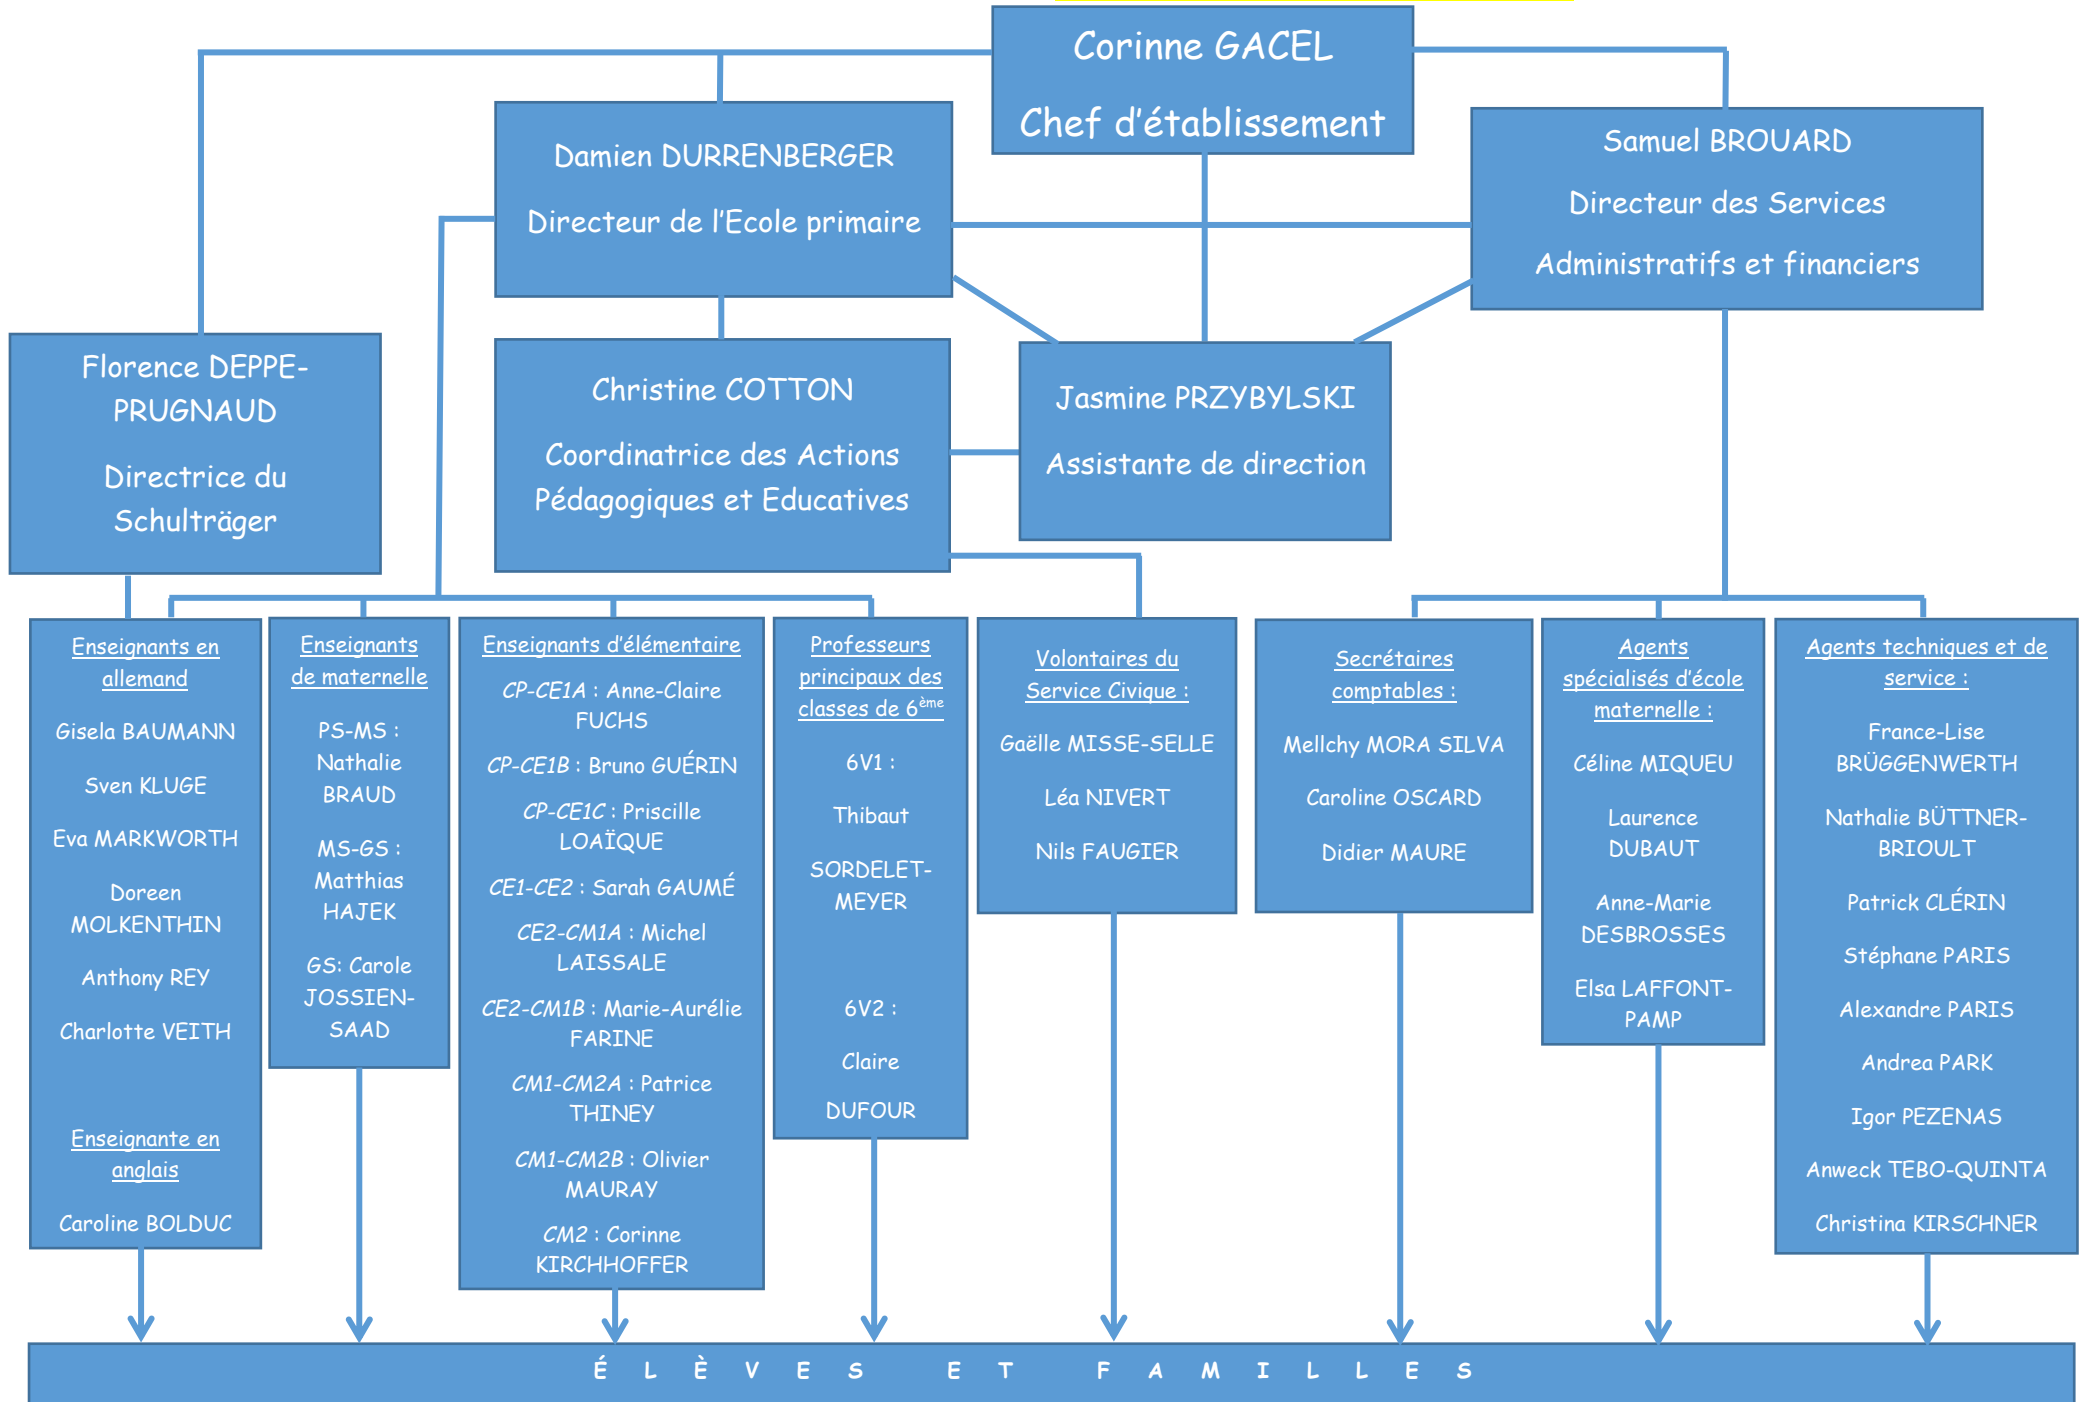 Corinne GACEL
Chef d'établissement
Damien DURRENBERGER
Directeur de l'Ecole primaire
Samuel BROUARD
Directeur des Services
Administratifs et financiers
Florence DEPPE-
PRUGNAUD
Directrice du
Schulträger
Christine COTTON
Coordinatrice des Actions
Pédagogiques et Educatives
Jasmine PRZYBYLSKI
Assistante de direction
Enseignants en
allemand
Gisela BAUMANN
Sven KLUGE
Eva MARKWORTH
Doreen
MOLKENTHIN
Anthony REY
Charlotte VEITH
Enseignante en
anglais
Caroline BOLDUC
Enseignants
de maternelle
PS-MS :
Nathalie
BRAUD
MS-GS :
Matthias
HAJEK
GS: Carole
JOSSIEN-
SAAD
Enseignants d'élémentaire
CP-CE1A : Anne-Claire
FUCHS
CP-CE1B : Bruno GUÉRIN
CP-CE1C : Priscille
LOAÏQUE
CE1-CE2 : Sarah GAUMÉ
CE2-CM1A : Michel
LAISSALE
CE2-CM1B : Marie-Aurélie
FARINE
CM1-CM2A : Patrice
THINEY
CM1-CM2B : Olivier
MAURAY
CM2 : Corinne
KIRCHHOFFER
Professeurs
principaux des
classes de 6ème
6V1 :
Thibaut
SORDELET-
MEYER
6V2 :
Claire
DUFOUR
Volontaires du
Service Civique :
Gaëlle MISSE-SELLE
Léa NIVERT
Nils FAUGIER
Secrétaires
comptables :
Mellchy MORA SILVA
Caroline OSCARD
Didier MAURE
Agents
spécialisés d'école
maternelle :
Céline MIQUEU
Laurence
DUBAUT
Anne-Marie
DESBROSSES
Elsa LAFFONT-
PAMP
Agents techniques et de
service :
France-Lise
BRÜGGENWERTH
Nathalie BÜTTNER-
BRIOULT
Patrick CLÉRIN
Stéphane PARIS
Alexandre PARIS
Andrea PARK
Igor PEZENAS
Anweck TEBO-QUINTA
Christina KIRSCHNER
ÉLÈVES ET FAMILLES